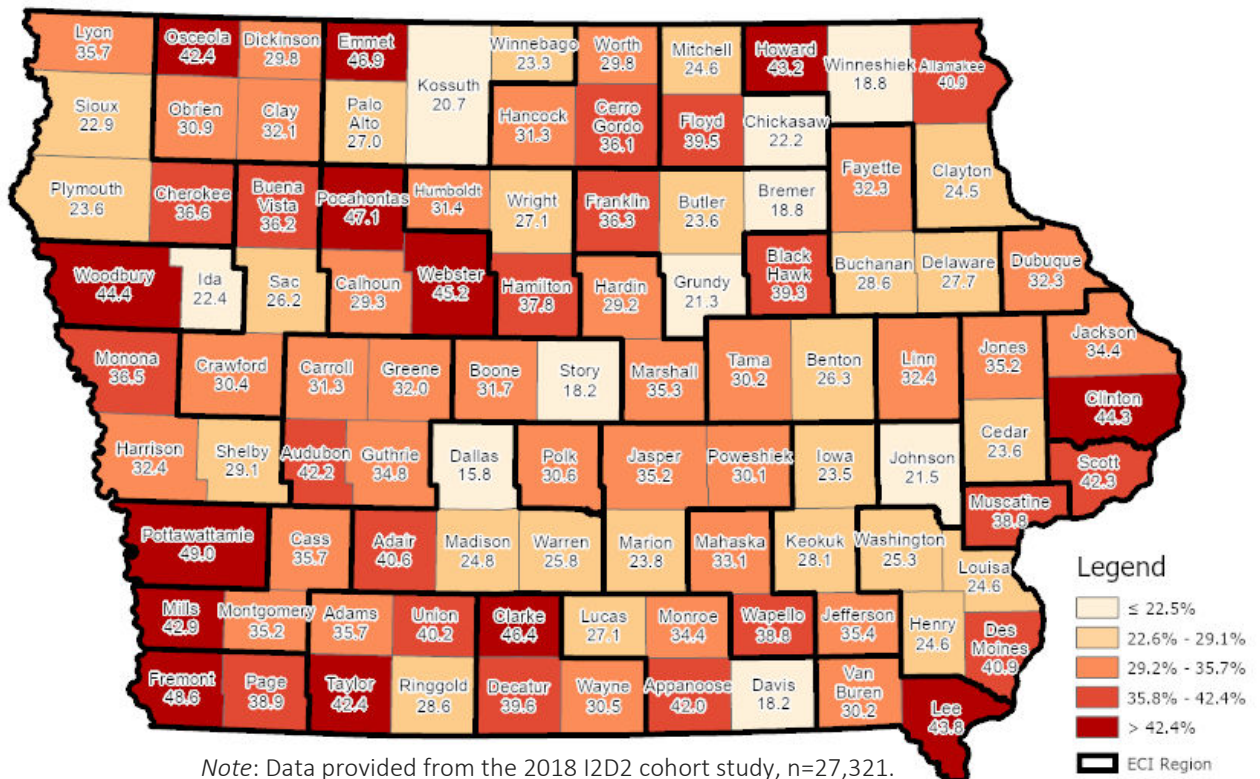 Lyon
35.7
Osceola
42.4
Dickinson
29.8
Emmet
46.9
Kossuth
20.7
Winnebago
23.3
Worth
29.8
Mitchell
24.6
Howard
43.2
Winneshiek
18.8
Allamakee
40.9
Sioux
22.9
Obrien
30.9
Clay
32.1
Palo
Alto
27.0
Hancock
31.3
Cerro
Gordo
36.1
Floyd
39.5
Chickasaw
22.2
Fayette
32.3
Clayton
24.5
Plymouth
23.6
Cherokee
36.6
Buena
Vista
36.2
Pocahontas
47.1
Humboldt
31.4
Wright
27.1
Franklin
36.3
Butler
23.6
Bremer
18.8
Woodbury
44.4
Ida
22.4
Sac
26.2
Calhoun
29.3
Webster
45.2
Hamilton
37.8
Hardin
29.2
Grundy
21.3
Black
Hawk
39.3
Buchanan
28.6
Delaware
27.7
Dubuque
32.3
Monona
36.5
Crawford
30.4
Carroll
31.3
Greene
32.0
Boone
31.7
Story
18.2
Marshall
35.3
Tama
30.2
Benton
26.3
Linn
32.4
Jones
35.2
Jackson
34.4
Clinton
44.3
Harrison
32.4
Shelby
29.1
Audubon
42.2
Guthrie
34.8
Dallas
15.8
Polk
30.6
Jasper
35.2
Poweshiek
30.1
Iowa
23.5
Johnson
21.5
Cedar
23.6
Scott
42.3
Muscatine
38.8
Pottawattamie
49.0
Cass
35.7
Adair
40.6
Madison
24.8
Warren
25.8
Marion
23.8
Mahaska
33.1
Keokuk
28.1
Washington
25.3
Louisa
24.6
Mills
42.9
Montgomery
35.2
Adams
35.7
Union
40.2
Clarke
46.4
Lucas
27.1
Monroe
34.4
Wapello
38.8
Jefferson
35.4
Henry
24.6
Des
Moines
40.9
Fremont
48.6
Page
38.9
Taylor
42.4
Ringgold
28.6
Decatur
39.6
Wayne
30.5
Appanoose
42.0
Davis
18.2
Van
Buren
30.2
Lee
43.8
Legend
≤ 22.5%
22.6% - 29.1%
29.2% - 35.7%
35.8% - 42.4%
> 42.4%
ECI Region
Note: Data provided from the 2018 I2D2 cohort study, n=27,321.